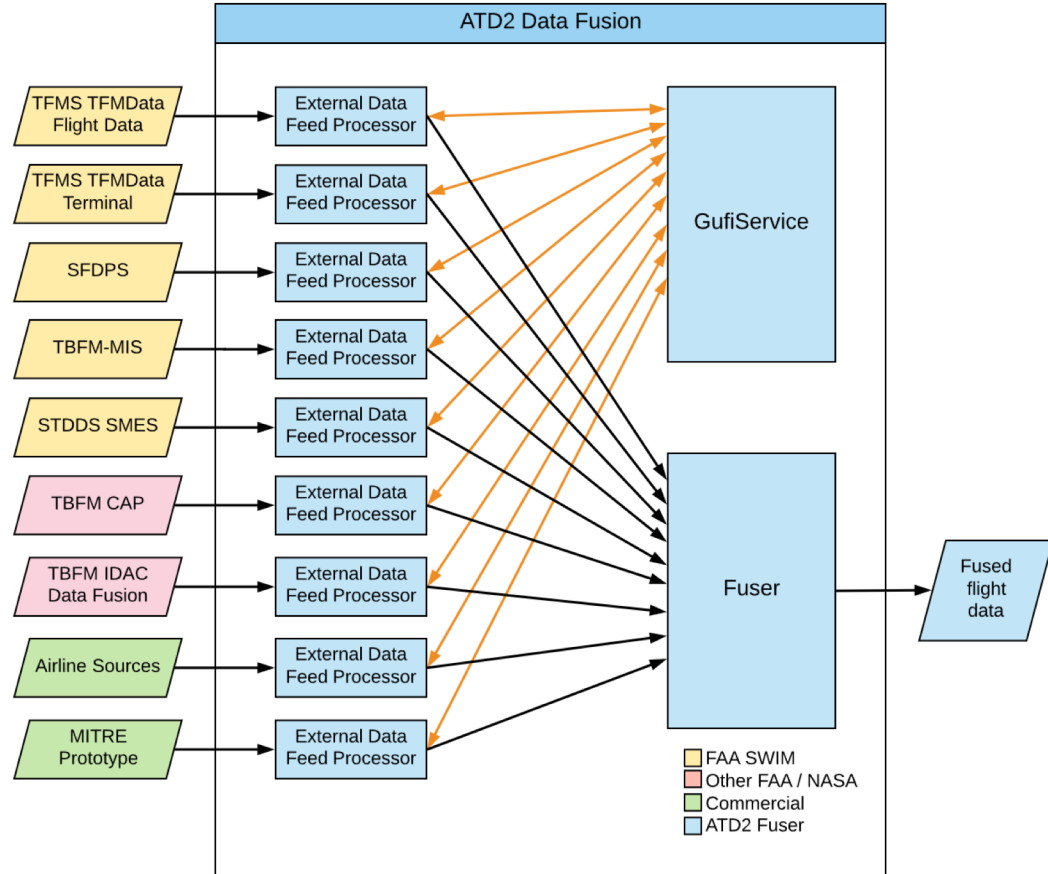 ATD2 Data Fusion
TFMS TFMData
Flight Data
External Data
Feed Processor
TFMS TFMData
Terminal
External Data
Feed Processor
GufiService
SFDPS
External Data
Feed Processor
TBFM-MIS
External Data
Feed Processor
STDDS SMES
External Data
Feed Processor
TBFM CAP
External Data
Feed Processor
TBFM IDAC
Data Fusion
External Data
Feed Processor
Fuser
Fused
flight
data
Airline Sources
External Data
Feed Processor
MITRE
Prototype
External Data
Feed Processor
FAA SWIM
Other FAA / NASA
Commercial
ATD2 Fuser